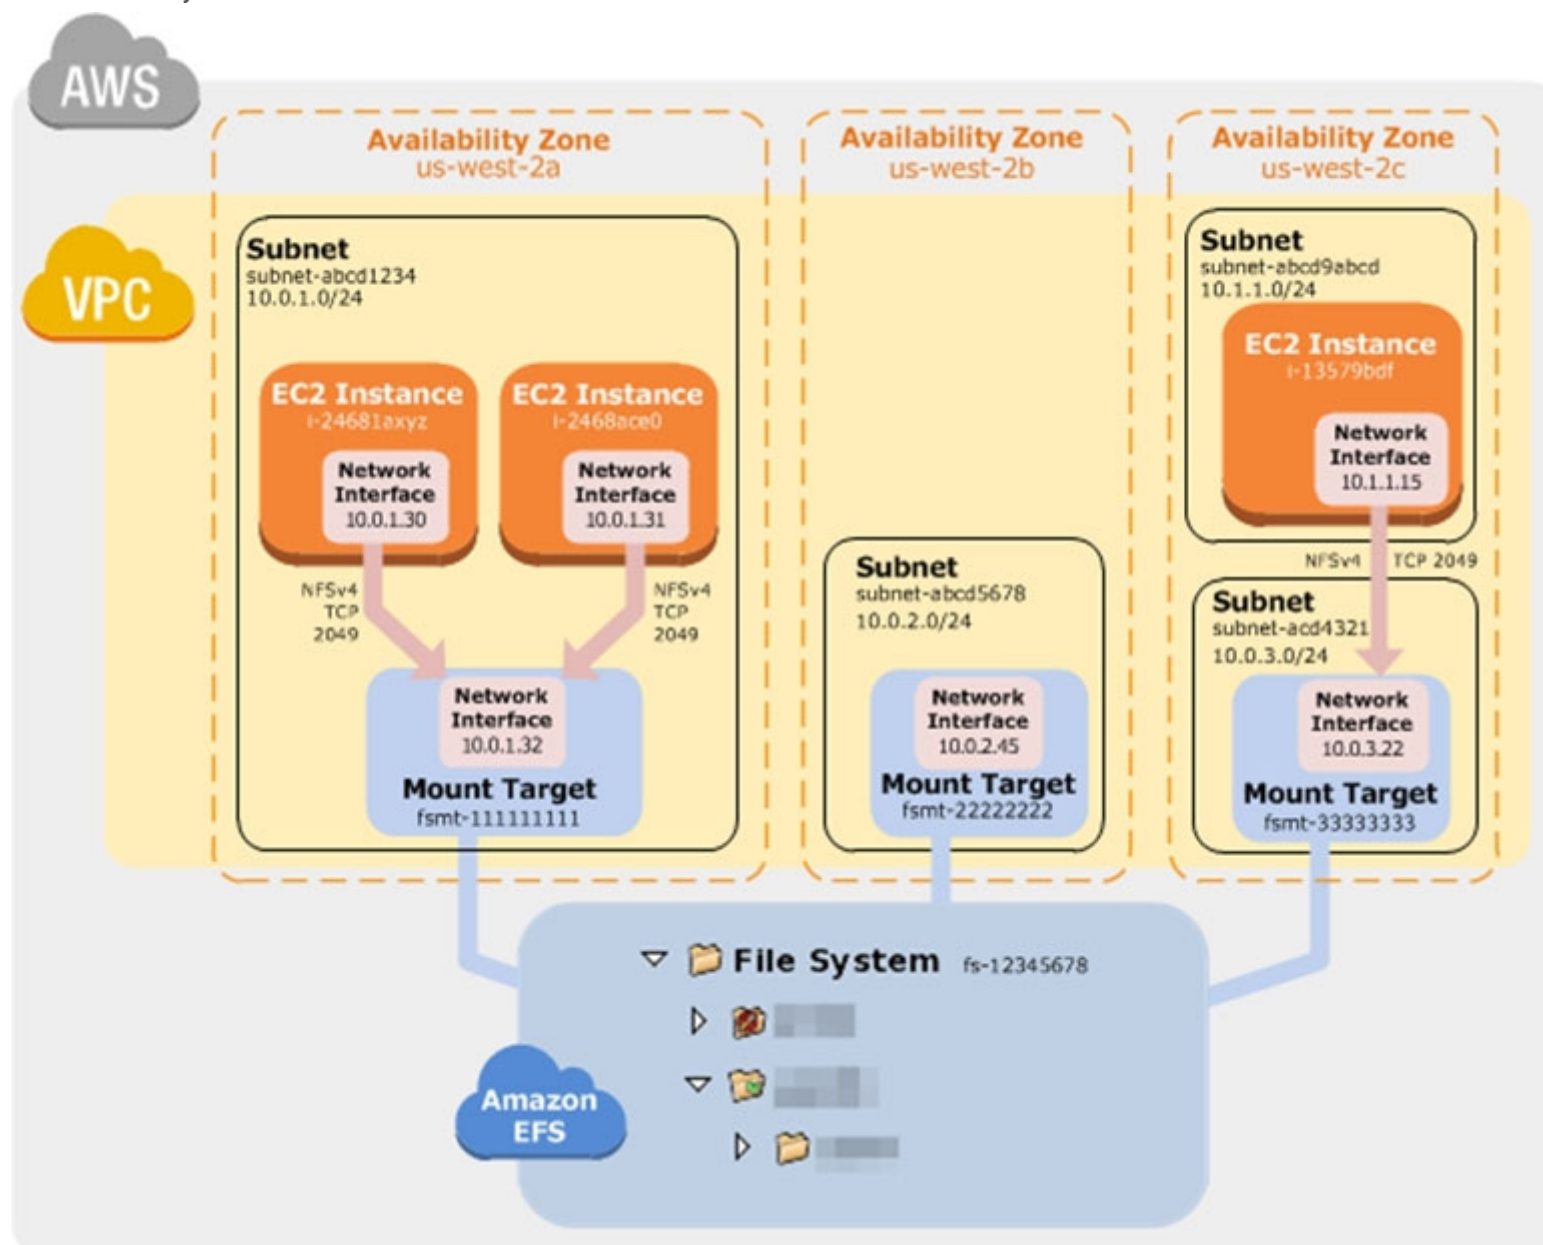 AWS
Availability Zone
us-west-2a
Availability Zone
us-west-2b
Availability Zone
us-west-2c
VPC
Subnet
subnet-abcd1234
10.0.1.0/24
EC2 Instance
i-24681axyz
Network
Interface
10.0.1.30
EC2 Instance
i-2468ace0
Network
Interface
10.0.1.31
NFSv4
TCP
2049
NFSv4
TCP
2049
Network
Interface
10.0.1.32
Mount Target
fsmt-111111111
Subnet
subnet-abcd5678
10.0.2.0/24
Network
Interface
10.0.2.45
Mount Target
fsmt-22222222
Subnet
subnet-abcd9abcd
10.1.1.0/24
EC2 Instance
i-13579bdf
Network
Interface
10.1.1.15
NFSv4 TCP 2049
Subnet
subnet-acd4321
10.0.3.0/24
Network
Interface
10.0.3.22
Mount Target
fsmt-33333333
File System fs-12345678
Amazon
EFS